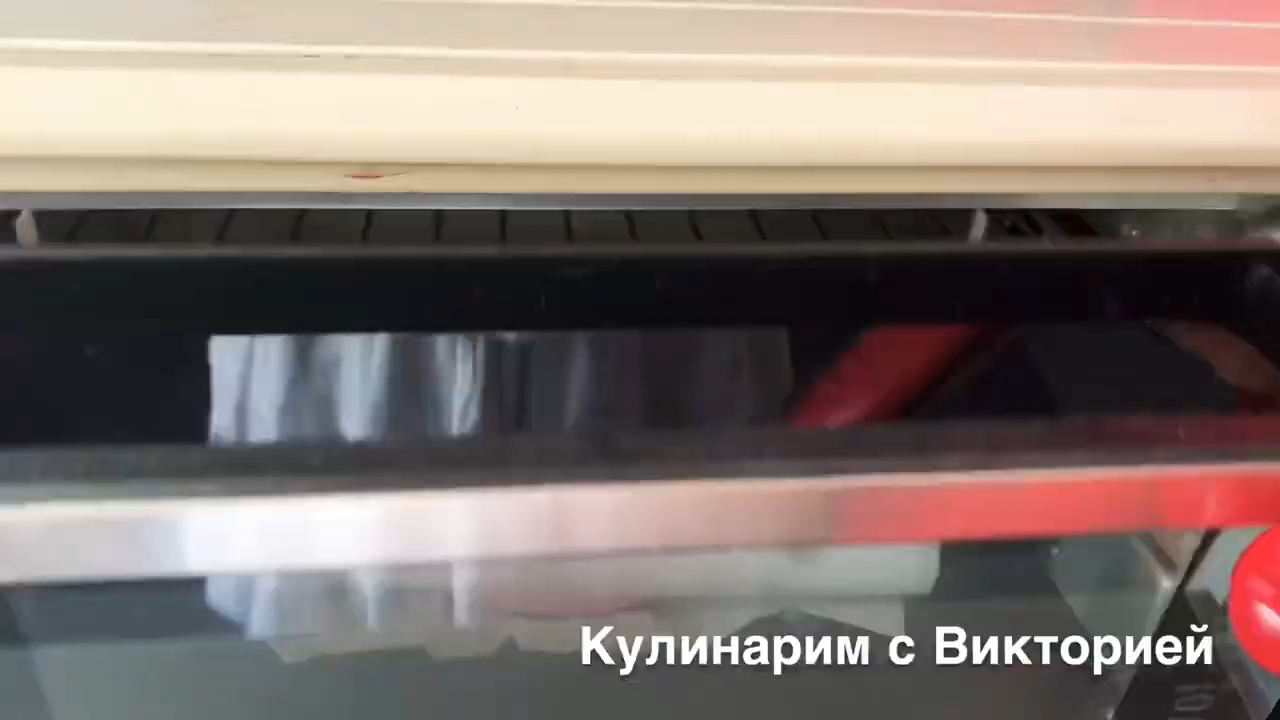 Кулинарим с Викторией